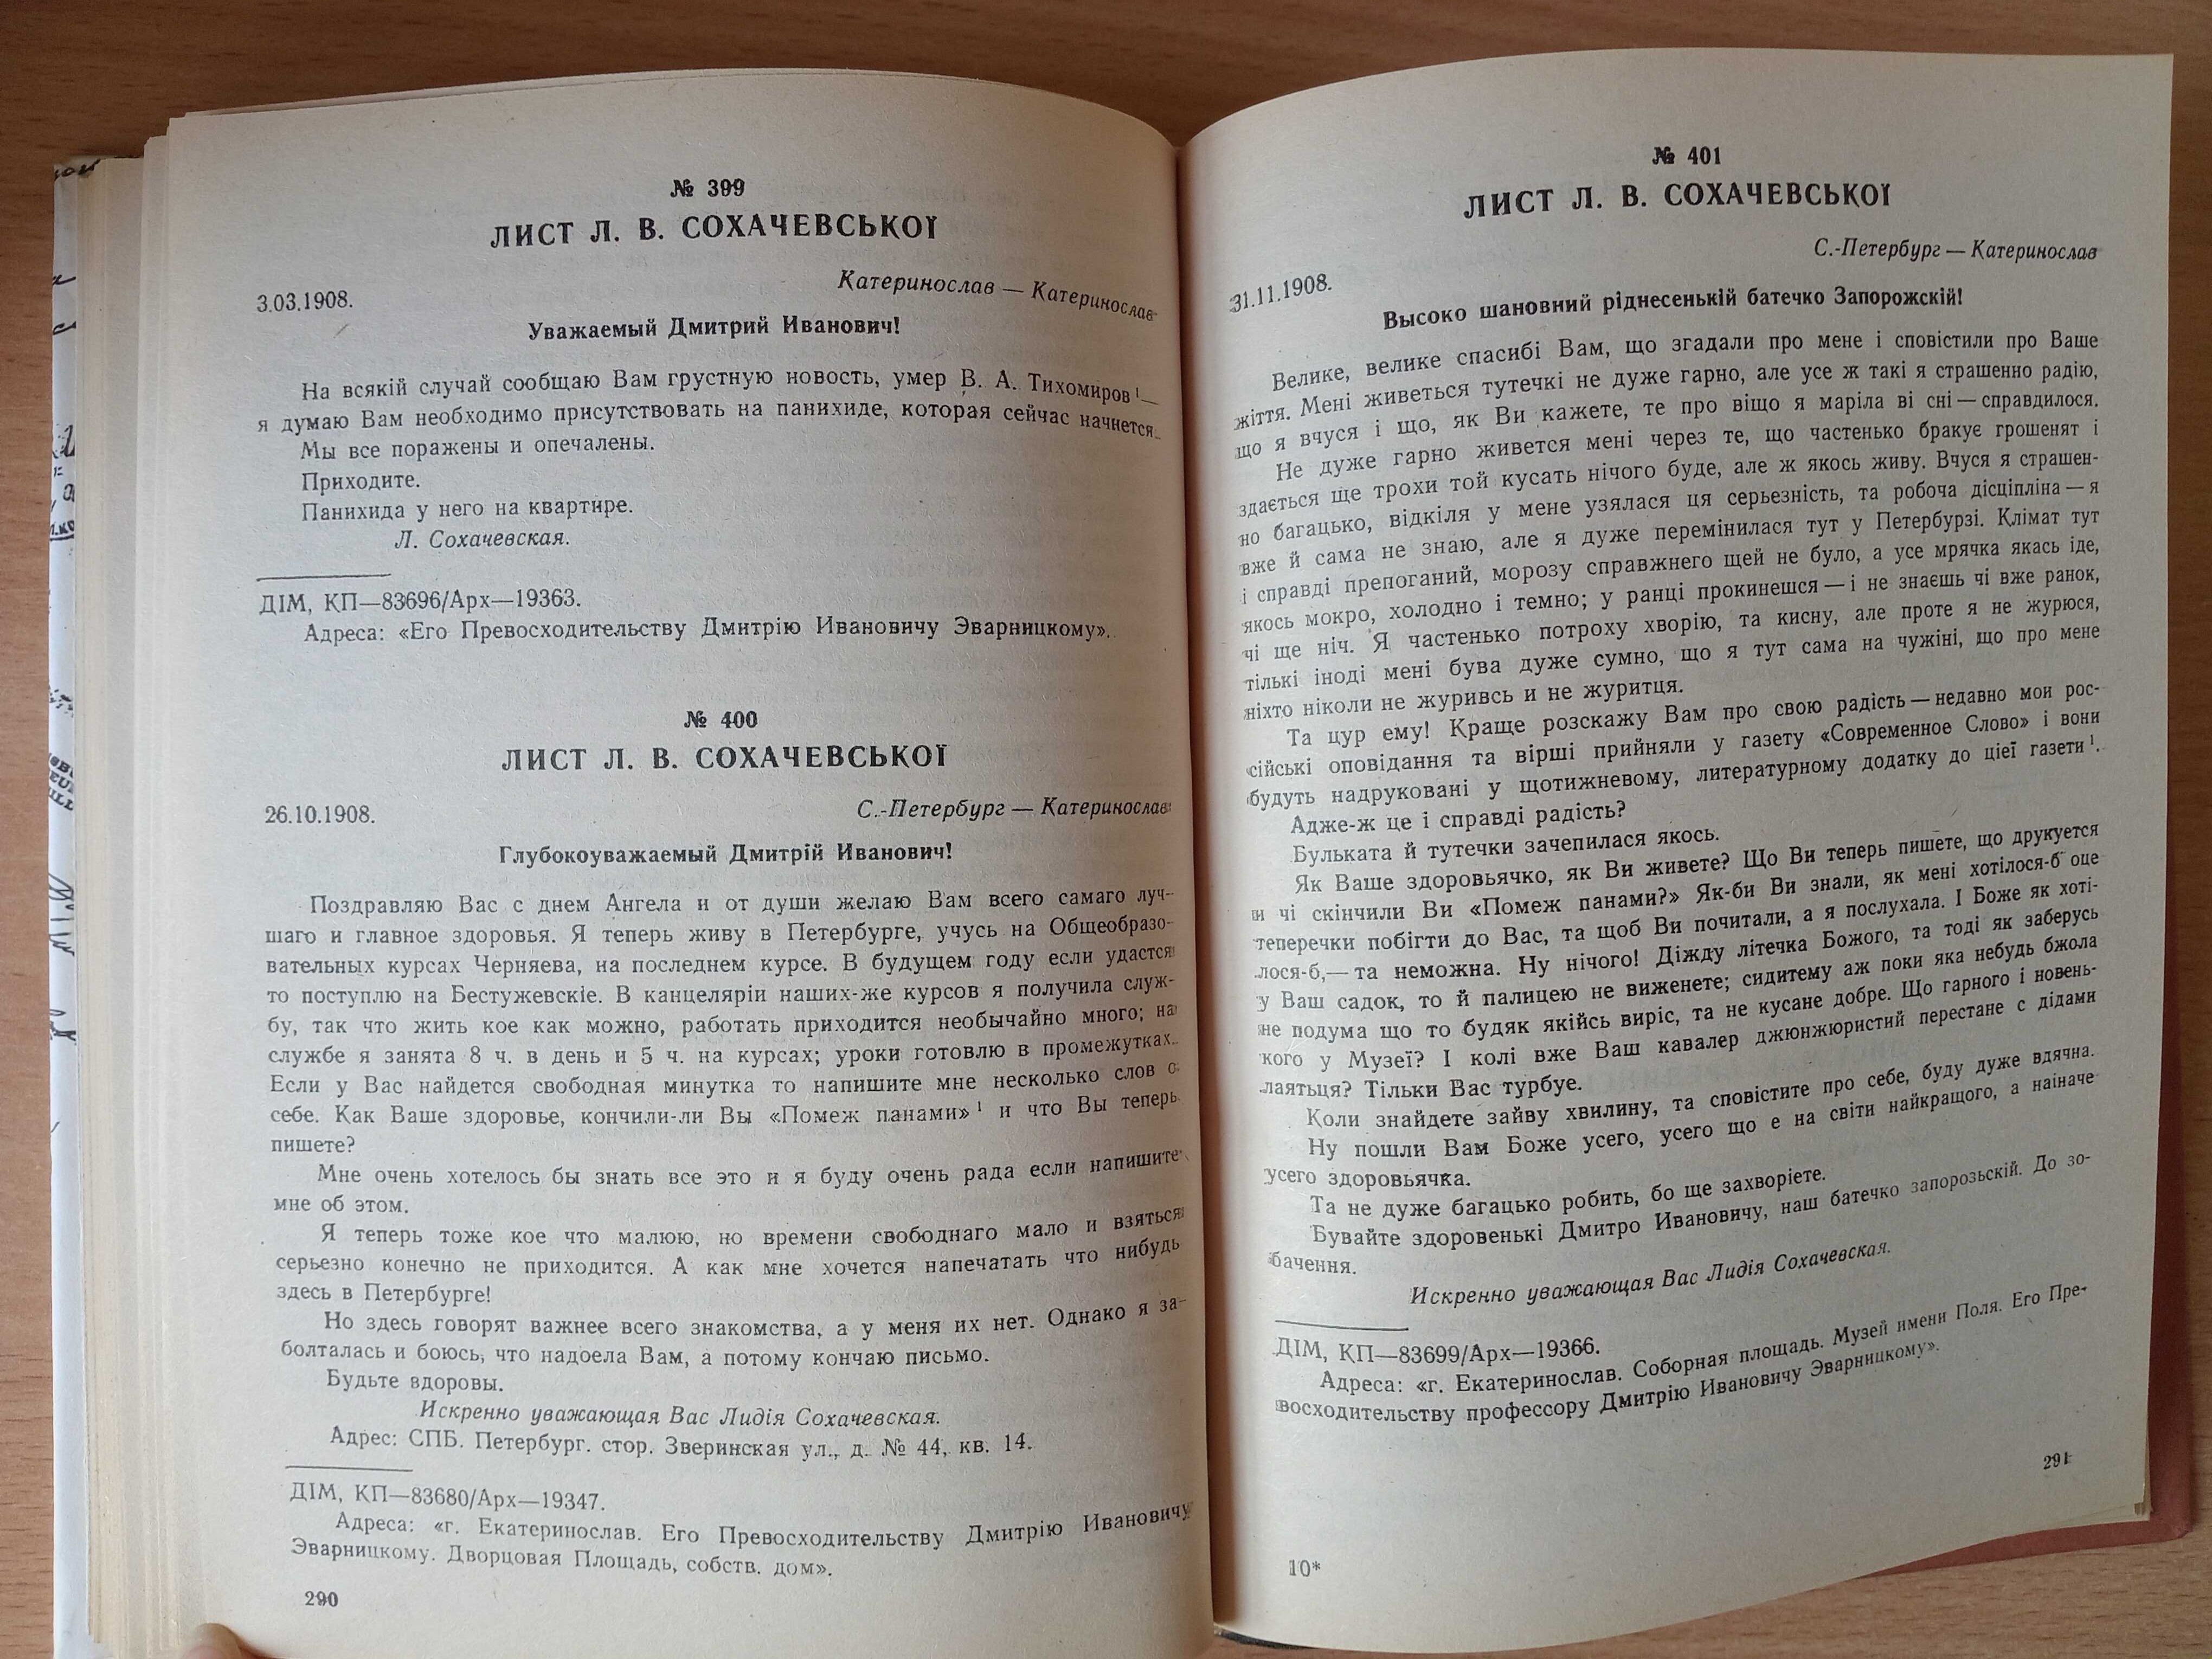 № 399
ЛИСТ Л. В. СОХАЧЕВСЬКОЇ
Катеринослав — Катеринослав
3.03.1908.
Уважаемый Дмитрий Иванович!
На всякій случай сообщаю Вам грустную новость, умер В. А. Тихомиров¹—
я думаю Вам необходимо присутствовать на панихиде, которая сейчас начнется.
Мы все поражены и опечалены.
Приходите.
Панихида у него на квартире.
Л. Сохачевская.
ДІМ, КП—83696/Арх—19363.
Адреса: «Его Превосходительству Дмитрію Ивановичу Эварницкому».
№ 400
ЛИСТ Л. В. СОХАЧЕВСЬКОЇ
26.10.1908.
С.-Петербург — Катеринослав
Глубокоуважаемый Дмитрій Иванович!
Поздравляю Вас с днем Ангела и от души желаю Вам всего самаго луч-
шаго и главное здоровья. Я теперь живу в Петербурге, учусь на Общеобразо-
вательных курсах Черняева, на последнем курсе. В будущем году если удастся
то поступлю на Бестужевскіе. В канцеляріи наших-же курсов я получила служ-
бу, так что жить кое как можно, работать приходится необычайно много; на
службе я занята 8 ч. в день и 5 ч. на курсах; уроки готовлю в промежутках.
Если у Вас найдется свободная минутка то напишите мне несколько слов о
себе. Как Ваше здоровье, кончили-ли Вы «Помеж панами»¹ и что Вы теперь
пишете?
Мне очень хотелось бы знать все это и я буду очень рада если напишите
мне об этом.
Я теперь тоже кое что малюю, но времени свободнаго мало и взяться
серьезно конечно не приходится. А как мне хочется напечатать что нибудь
здесь в Петербурге!
Но здесь говорят важнее всего знакомства, а у меня их нет. Однако я за-
болталась и боюсь, что надоела Вам, а потому кончаю письмо.
Будьте здоровы.
Искренно уважающая Вас Лидія Сохачевская.
Адрес: СПБ. Петербург. стор. Зверинская ул., д. № 44, кв. 14.
ДІМ, КП—83680/Арх—19347.
Адреса: «г. Екатеринослав. Его Превосходительству Дмитрію Ивановичу
Эварницкому. Дворцовая Площадь, собств. дом».
290
№ 401
ЛИСТ Л. В. СОХАЧЕВСЬКОЇ
С.-Петербург — Катеринослав
31.11.1908.
Высоко шановний ріднесенькій батечко Запорожскій!
Велике, велике спасибі Вам, що згадали про мене і сповістили про Ваше
жіття. Мені живеться тутечкі не дуже гарно, але усе ж такі я страшенно радію,
що я вчуся і що, як Ви кажете, те про віщо я маріла ві сні — справдилося.
Не дуже гарно живется мені через те, що частенько бракує грошенят і
здається ще трохи той кусать нічого буде, але ж якось живу. Вчуся я страшен-
но багацько, відкіля у мене узялася ця серьезність, та робоча дісціпліна — я
вже й сама не знаю, але я дуже перемінилася тут у Петербурзі. Клімат тут
і справді препоганий, морозу справжнего щей не було, а усе мрячка якась іде,
якось мокро, холодно і темно; у ранці прокинешся — і не знаєшь чі вже ранок,
чі ще ніч. Я частенько потроху хворію, та кисну, але проте я не журюся,
тількі іноді мені бува дуже сумно, що я тут сама на чужіні, що про мене
ніхто ніколи не журивсь и не журитця.
Та цур ему! Краще розскажу Вам про свою радість — недавно мои рос-
сійські оповідання та вірші прийняли у газету «Современное Слово» і вони
будуть надруковані у щотижневому, литературному додатку до ціеї газети¹.
Адже-ж це і справді радість?
Бульката й тутечки зачепилася якось.
Як Ваше здоровьячко, як Ви живете? Що Ви теперь пишете, що друкуется
и чі скінчили Ви «Помеж панами?» Як-би Ви знали, як мені хотілося-б оце
теперечки побігти до Вас, та щоб Ви почитали, а я послухала. І Боже як хоті-
лося-б,— та неможна. Ну нічого! Діжду літечка Божого, та тоді як заберусь
у Ваш садок, то й палицею не виженете; сидитему аж поки яка небудь бжола
не подума що то будяк якійсь виріс, та не кусане добре. Що гарного і новень-
кого у Музеї? І колі вже Ваш кавалер джюнжюристий перестане с дідами
лаятьця? Тільки Вас турбуе.
Коли знайдете зайву хвилину, та сповістите про себе, буду дуже вдячна.
Ну пошли Вам Боже усего, усего що е на світи найкращого, а наіначе
усего здоровьячка.
Та не дуже багацько робить, бо ще захворіете.
Бувайте здоровенькі Дмитро Ивановичу, наш батечко запорозьскій. До зо-
бачення.
Искренно уважающая Вас Лидія Сохачевская.
ДІМ, КП—83699/Арх—19366.
Адреса: «г. Екатеринослав. Соборная площадь. Музей имени Поля. Его Пре-
восходительству профессору Дмитрію Ивановичу Эварницкому».
291
10*